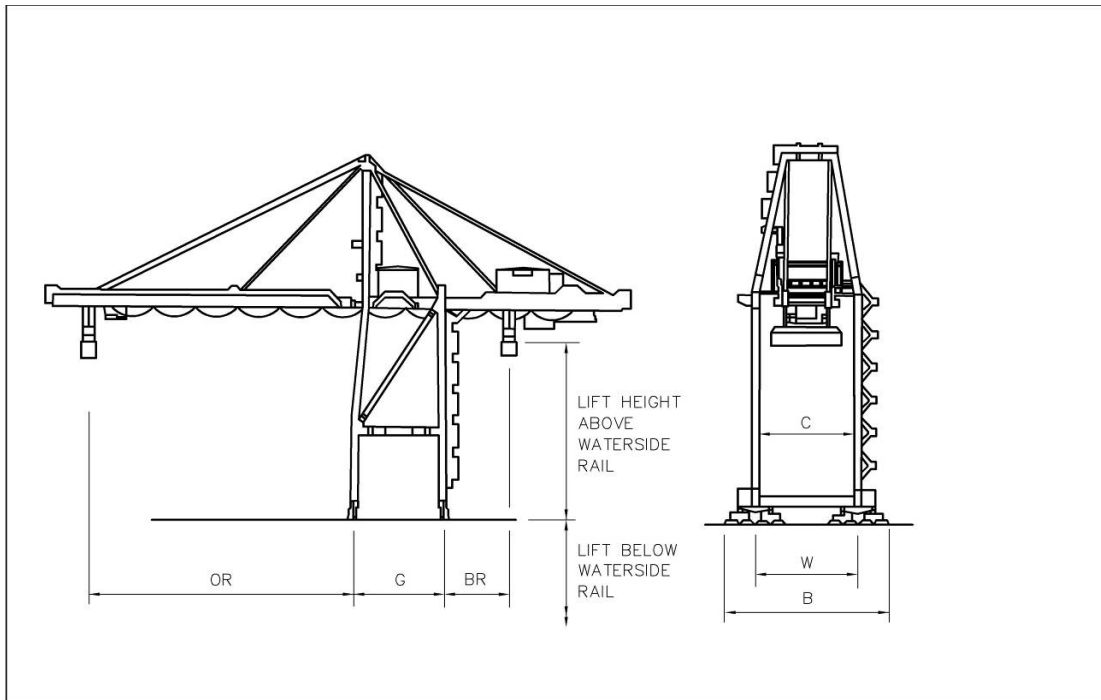 LIFT HEIGHT
ABOVE
WATERSIDE
RAIL
C
LIFT BELOW
WATERSIDE
RAIL
OR
G
BR
W
B